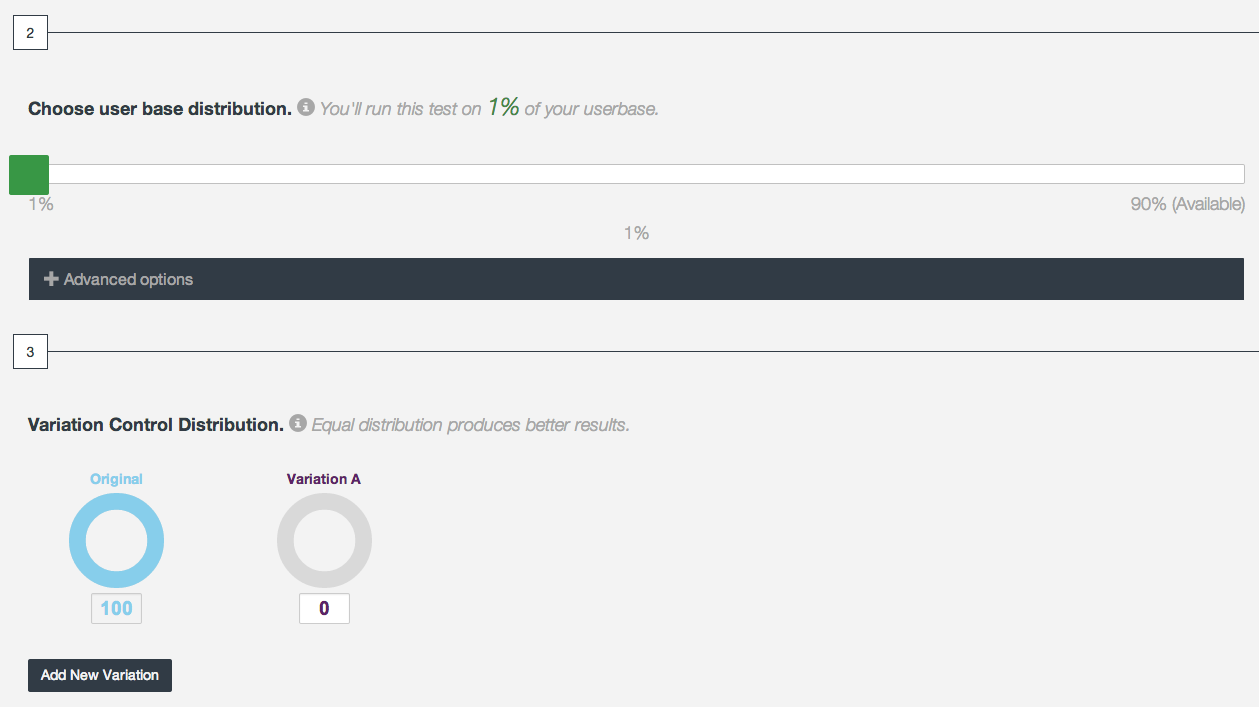 2
Choose user base distribution. You'll run this test on 1% of your userbase.
1% 90% (Available)
1%
Advanced options
3
Variation Control Distribution. Equal distribution produces better results.
Original Variation A
100 0
Add New Variation